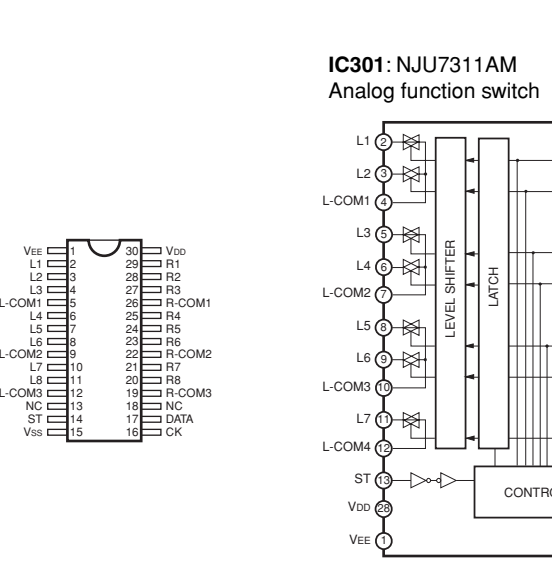 IC301: NJU7311AM
Analog function switch
VEE 1 30 VDD
L1 2 29 R1
L2 3 28 R2
L3 4 27 R3
L-COM1 5 26 R-COM1
L4 6 25 R4
L5 7 24 R5
L6 8 23 R6
L-COM2 9 22 R-COM2
L7 10 21 R7
L8 11 20 R8
L-COM3 12 19 R-COM3
NC 13 18 NC
ST 14 17 DATA
VSS 15 16 CK
L1 2
L2 3
L-COM1 4
L3 5
L4 6
L-COM2 7
L5 8
L6 9
L-COM3 10
L7 11
L-COM4 12
ST 13
VDD 28
VEE 1
LEVEL SHIFTER
LATCH
CONTRO